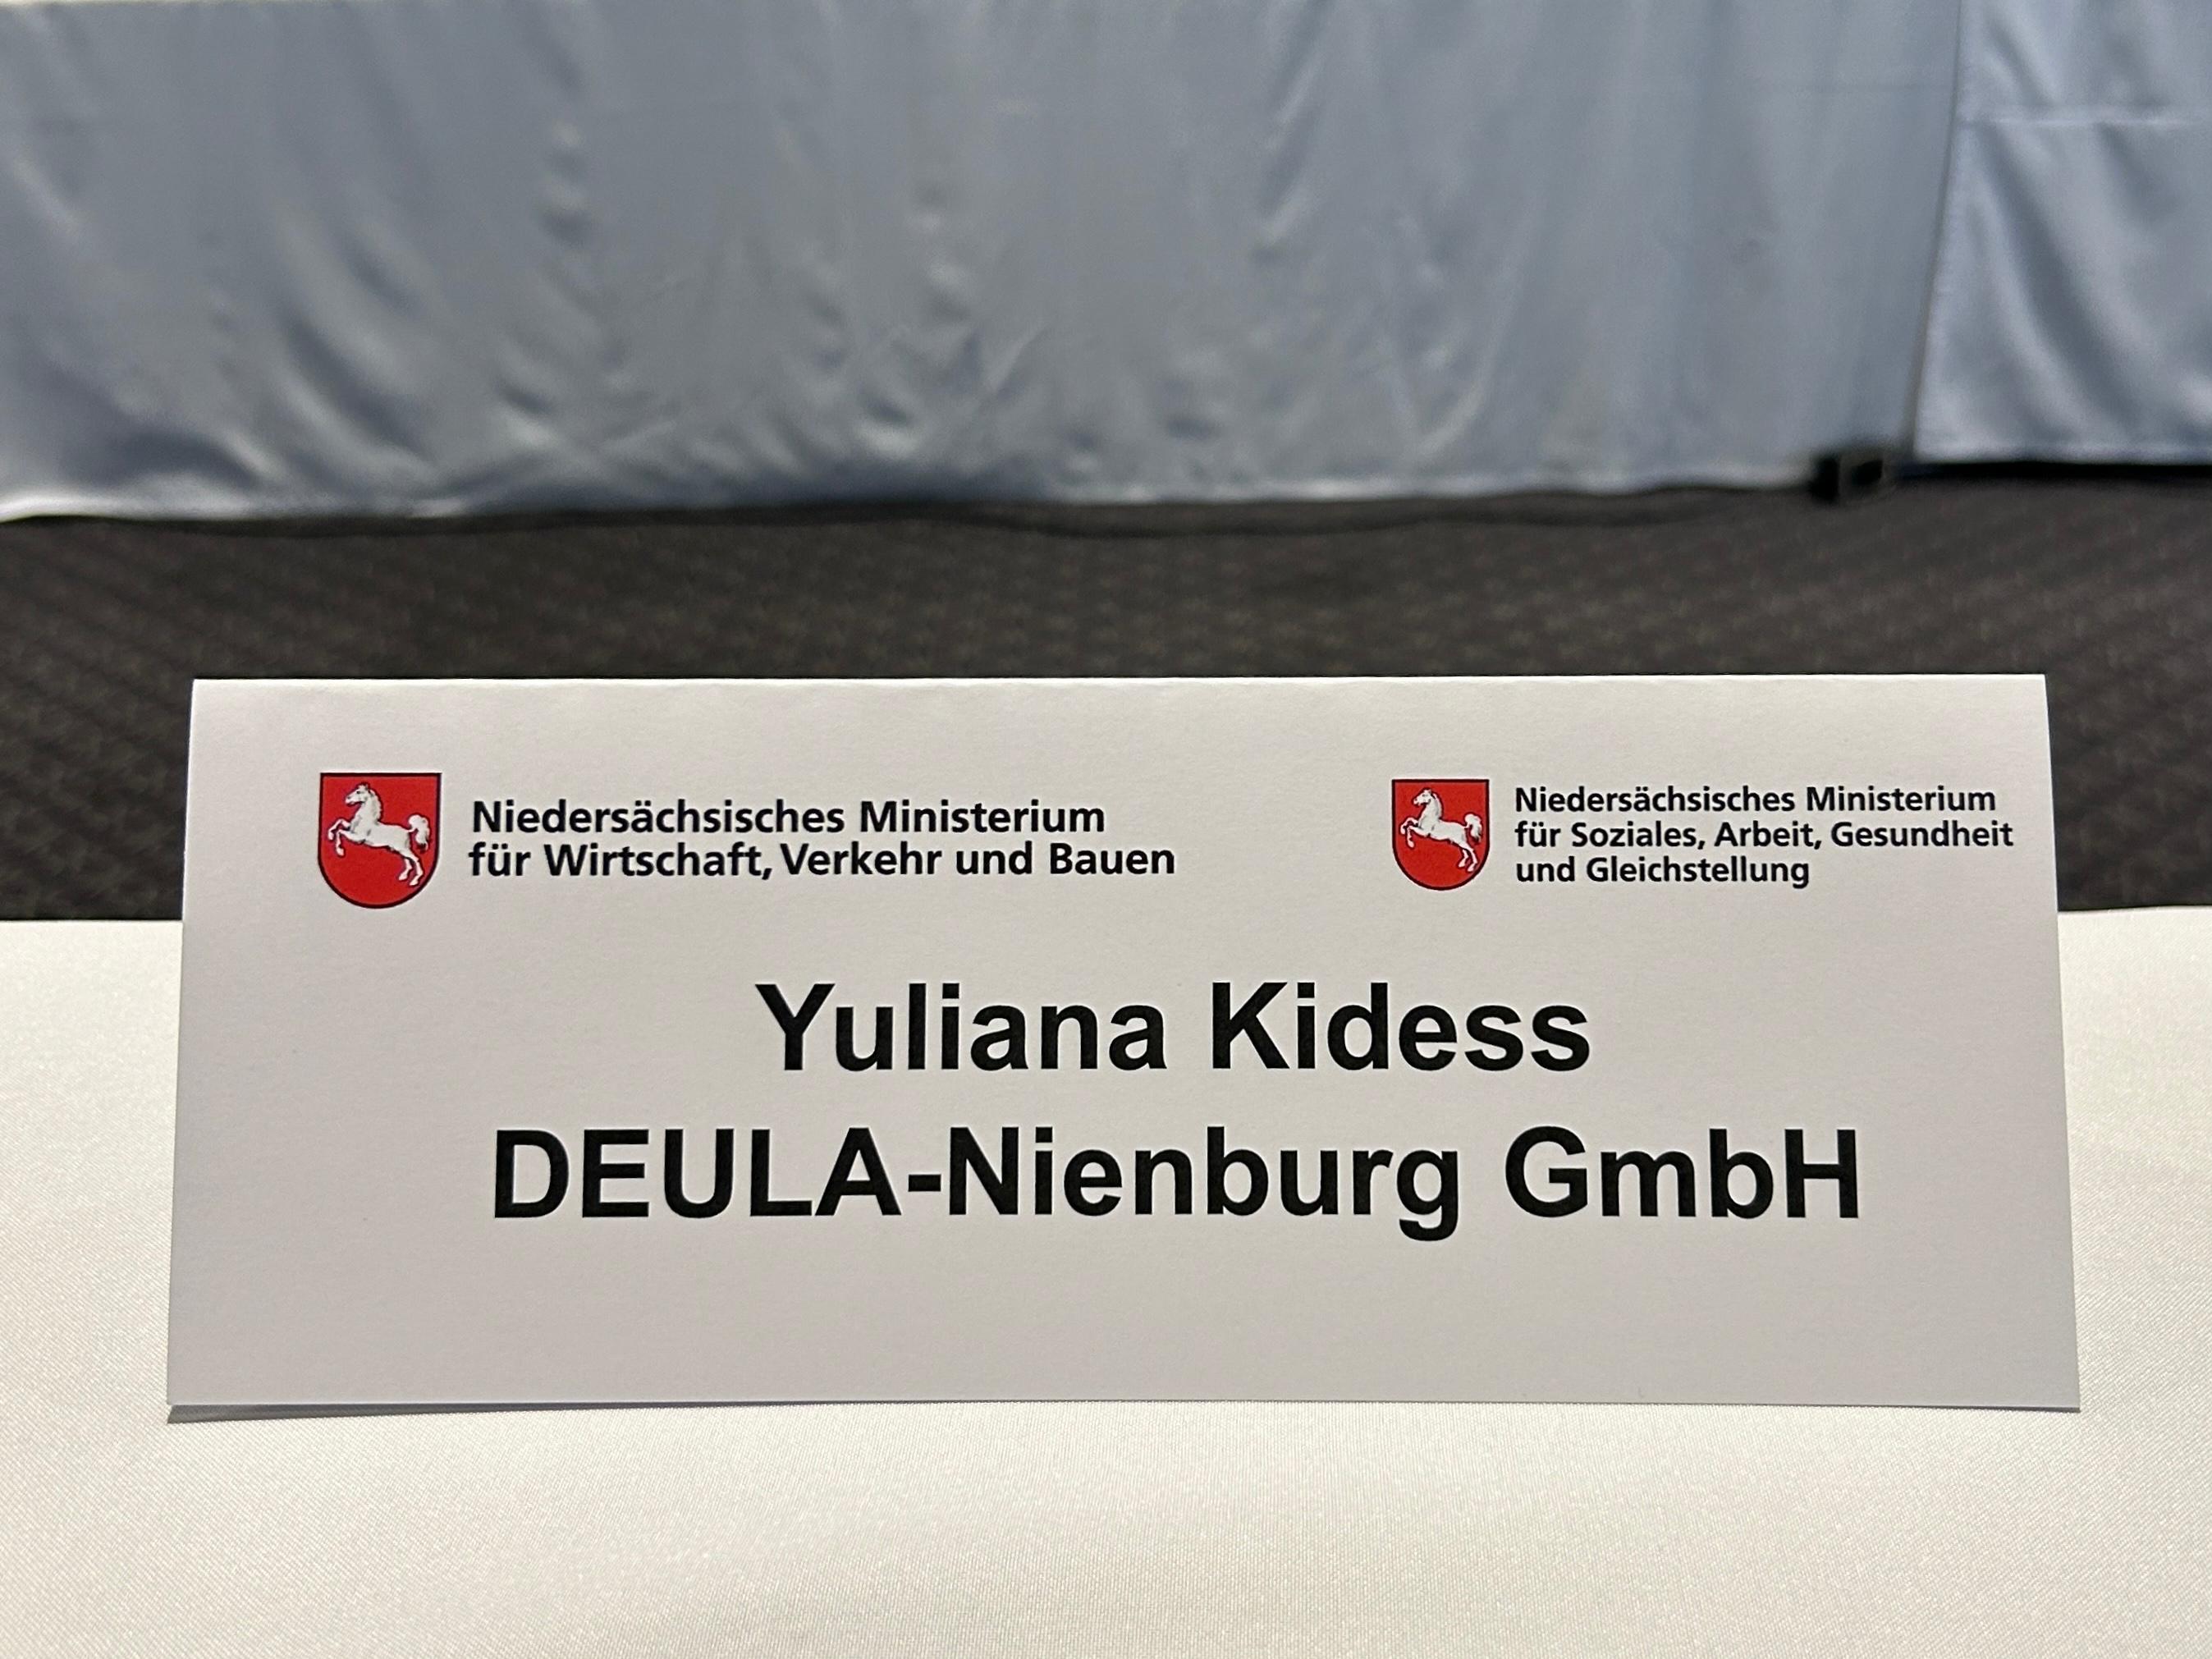 Niedersächsisches Ministerium
für Wirtschaft, Verkehr und Bauen
Niedersächsisches Ministerium
für Soziales, Arbeit, Gesundheit
und Gleichstellung
Yuliana Kidess
DEULA-Nienburg GmbH